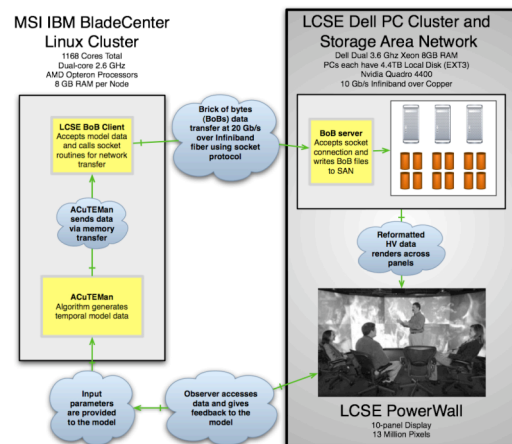 MSI IBM BladeCenter
Linux Cluster
1168 Cores Total
Dual-core 2.6 GHz
AMD Opteron Processors
8 GB RAM per Node
LCSE BoB Client
Accepts model data
and calls socket
routines for network
transfer
ACuTEMan
sends data
via memory
transfer
ACuTEMan
Algorithm generates
temporal model data
Input
parameters
are provided
to the model
Brick of bytes
(BoBs) data
transfer at 20 Gb/s
over Infiniband
fiber using socket
protocol
Observer accesses
data and gives
feedback to the
model
LCSE Dell PC Cluster and
Storage Area Network
Dell Dual 3.6 Ghz Xeon 8GB RAM
PCs each have 4.4TB Local Disk (EXT3)
Nvidia Quadro 4400
10 Gb/s Infiniband over Copper
BoB server
Accepts socket
connection and
writes BoB files
to SAN
Reformatted
HV data
renders across
panels
LCSE PowerWall
10-panel Display
13 Million Pixels